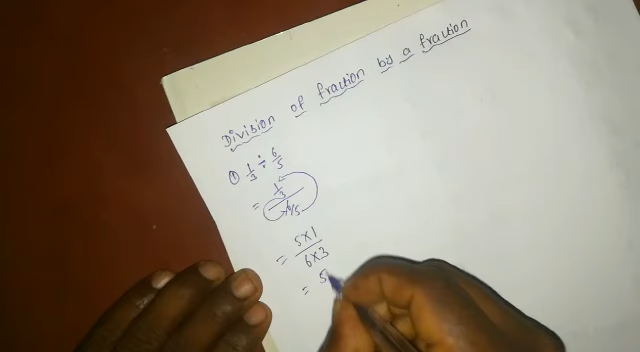 Division of fraction by a fraction
① 1/3 ÷ 6/5
= 1/3 / 6/5
= 5×1 / 6×3
= 5